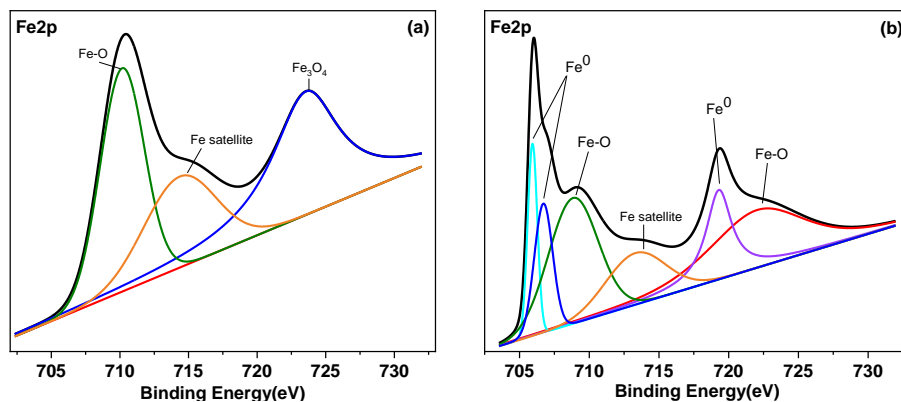 Fe2p
(a)
Fe-O
Fe₃O₄
Fe satellite
705 710 715 720 725 730
Binding Energy(eV)
Fe2p
(b)
Fe⁰
Fe⁰
Fe-O
Fe-O
Fe satellite
705 710 715 720 725 730
Binding Energy(eV)